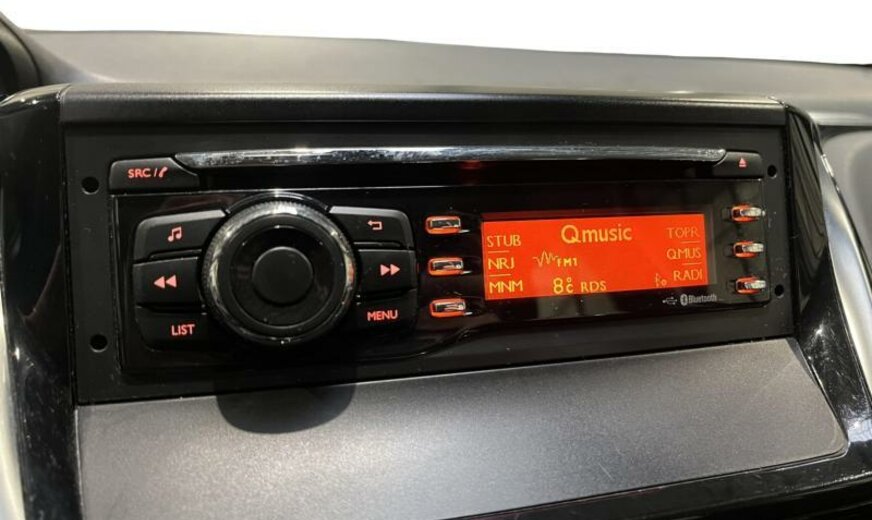 SRC /
LIST
MENU
STUB
NRJ
MNM
Qmusic
FM1
8°C RDS
TOPR
QMUS
RADI
Bluetooth